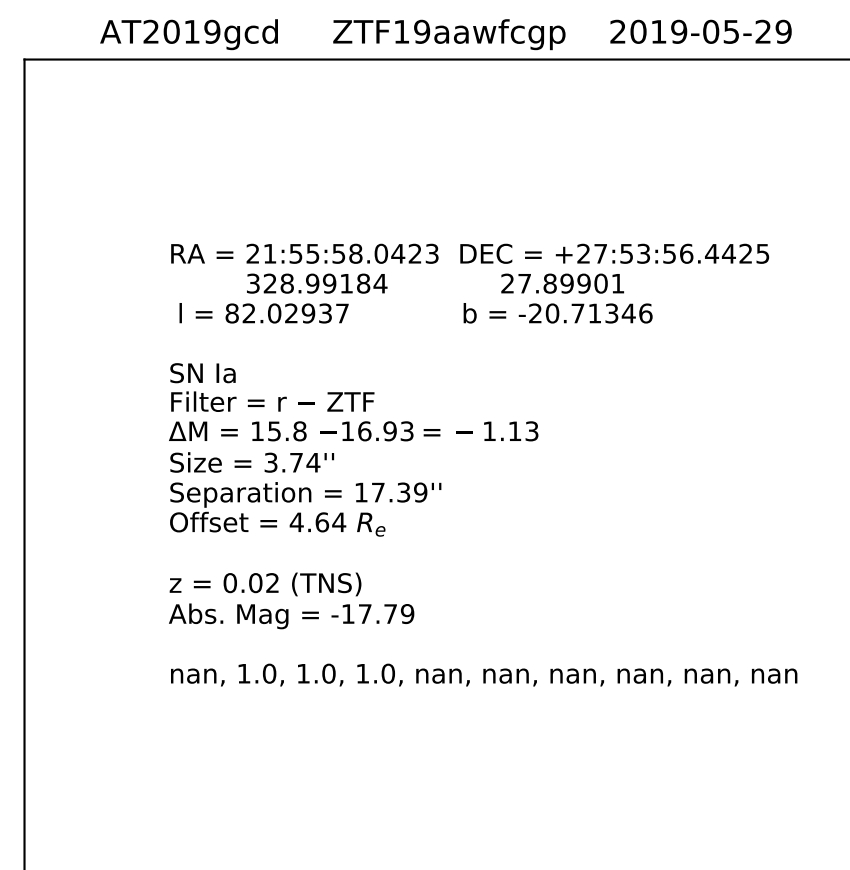 AT2019gcd ZTF19aawfcgp 2019-05-29
RA = 21:55:58.0423 DEC = +27:53:56.4425
328.99184 27.89901
l = 82.02937 b = -20.71346
SN Ia
Filter = r − ZTF
ΔM = 15.8 −16.93 = − 1.13
Size = 3.74''
Separation = 17.39''
Offset = 4.64 Rₑ
z = 0.02 (TNS)
Abs. Mag = -17.79
nan, 1.0, 1.0, 1.0, nan, nan, nan, nan, nan, nan